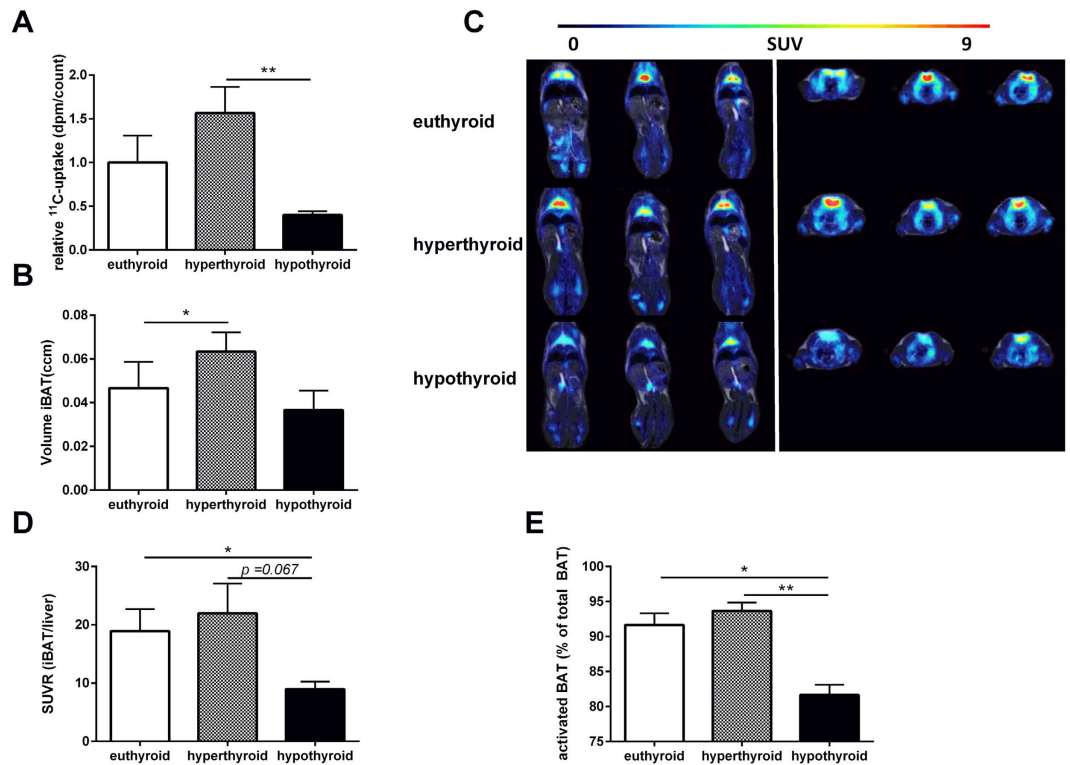 A
relative ¹¹C-uptake (dpm/count)
2.0
1.5
1.0
0.5
0.0
**
euthyroid hyperthyroid hypothyroid
B
Volume iBAT(ccm)
0.08
0.06
0.04
0.02
0.00
*
euthyroid hyperthyroid hypothyroid
C
0 SUV 9
euthyroid
hyperthyroid
hypothyroid
D
SUVR (iBAT/liver)
30
20
10
0
*
p =0.067
euthyroid hyperthyroid hypothyroid
E
activated BAT (% of total BAT)
100
95
90
85
80
75
*
**
euthyroid hyperthyroid hypothyroid